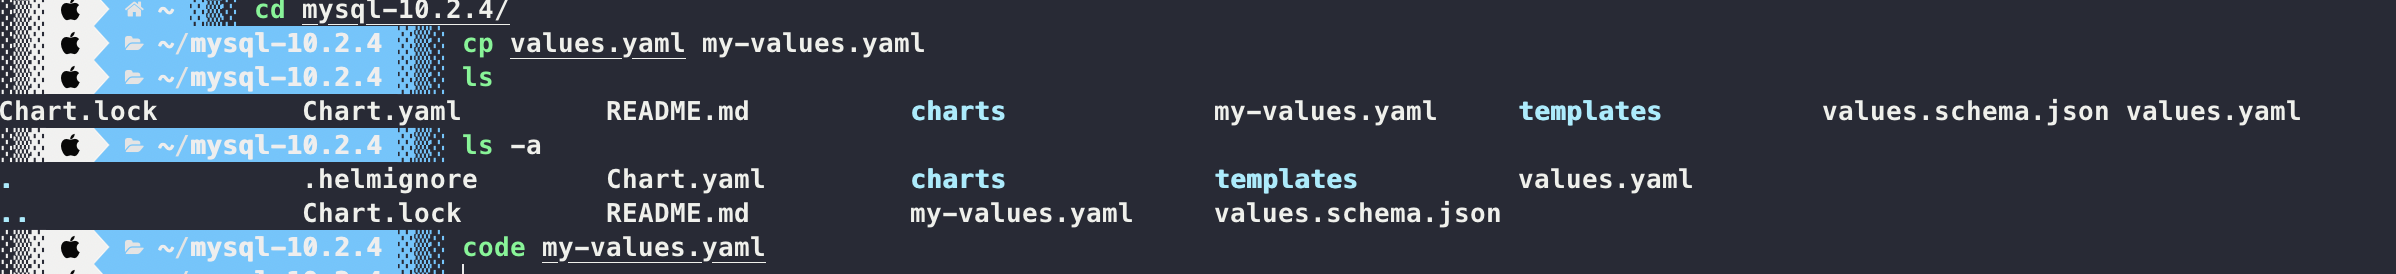 ~ cd mysql-10.2.4/
~/mysql-10.2.4 cp values.yaml my-values.yaml
~/mysql-10.2.4 ls
Chart.lock Chart.yaml README.md charts my-values.yaml templates values.schema.json values.yaml
~/mysql-10.2.4 ls -a
. .helmignore Chart.yaml charts templates values.yaml
.. Chart.lock README.md my-values.yaml values.schema.json
~/mysql-10.2.4 code my-values.yaml